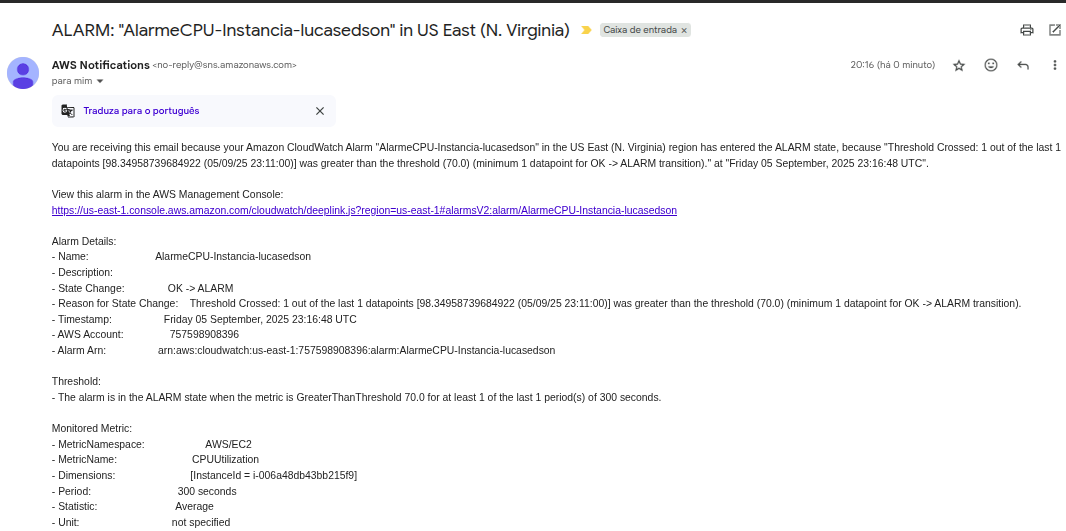 ALARM: "AlarmeCPU-Instancia-lucasedson" in US East (N. Virginia) Caixa de entrada ×
AWS Notifications <no-reply@sns.amazonaws.com> 20:16 (há 0 minuto)
para mim
Traduza para o português
You are receiving this email because your Amazon CloudWatch Alarm "AlarmeCPU-Instancia-lucasedson" in the US East (N. Virginia) region has entered the ALARM state, because "Threshold Crossed: 1 out of the last 1
datapoints [98.34958739684922 (05/09/25 23:11:00)] was greater than the threshold (70.0) (minimum 1 datapoint for OK -> ALARM transition)." at "Friday 05 September, 2025 23:16:48 UTC".
View this alarm in the AWS Management Console:
https://us-east-1.console.aws.amazon.com/cloudwatch/deeplink.js?region=us-east-1#alarmsV2:alarm/AlarmeCPU-Instancia-lucasedson
Alarm Details:
- Name: AlarmeCPU-Instancia-lucasedson
- Description:
- State Change: OK -> ALARM
- Reason for State Change: Threshold Crossed: 1 out of the last 1 datapoints [98.34958739684922 (05/09/25 23:11:00)] was greater than the threshold (70.0) (minimum 1 datapoint for OK -> ALARM transition).
- Timestamp: Friday 05 September, 2025 23:16:48 UTC
- AWS Account: 757598908396
- Alarm Arn: arn:aws:cloudwatch:us-east-1:757598908396:alarm:AlarmeCPU-Instancia-lucasedson
Threshold:
- The alarm is in the ALARM state when the metric is GreaterThanThreshold 70.0 for at least 1 of the last 1 period(s) of 300 seconds.
Monitored Metric:
- MetricNamespace: AWS/EC2
- MetricName: CPUUtilization
- Dimensions: [InstanceId = i-006a48db43bb215f9]
- Period: 300 seconds
- Statistic: Average
- Unit: not specified